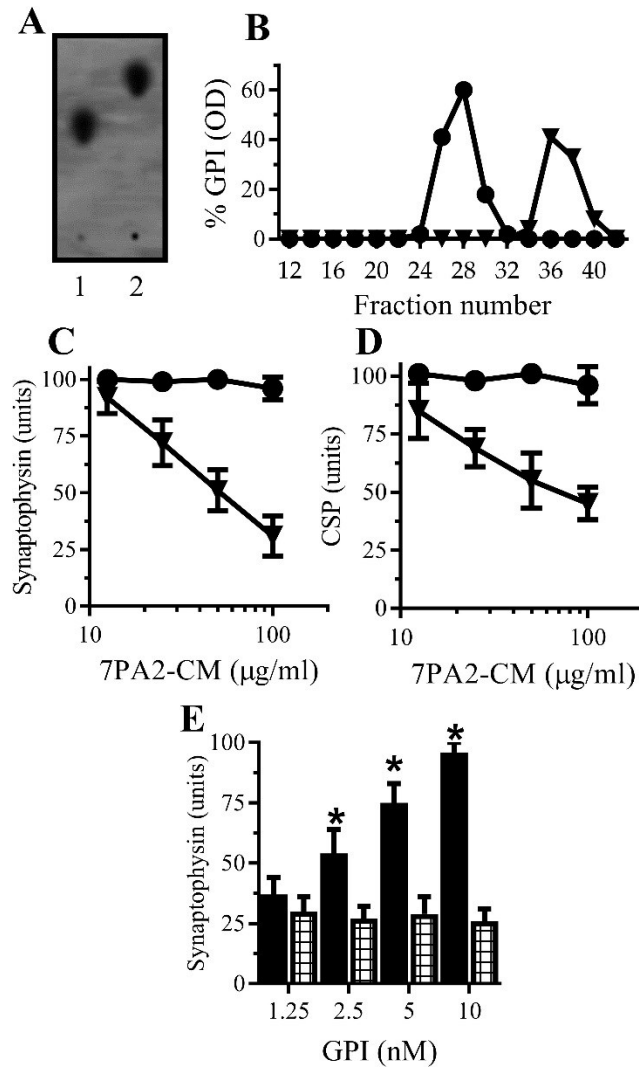 A
1 2
B
% GPI (OD)
60
40
20
0
12 16 20 24 28 32 36 40
Fraction number
C
Synaptophysin (units)
100
75
50
25
0
10 100
7PA2-CM (μg/ml)
D
CSP (units)
100
75
50
25
0
10 100
7PA2-CM (μg/ml)
E
Synaptophysin (units)
100
75
50
25
0
* * *
1.25 2.5 5 10
GPI (nM)